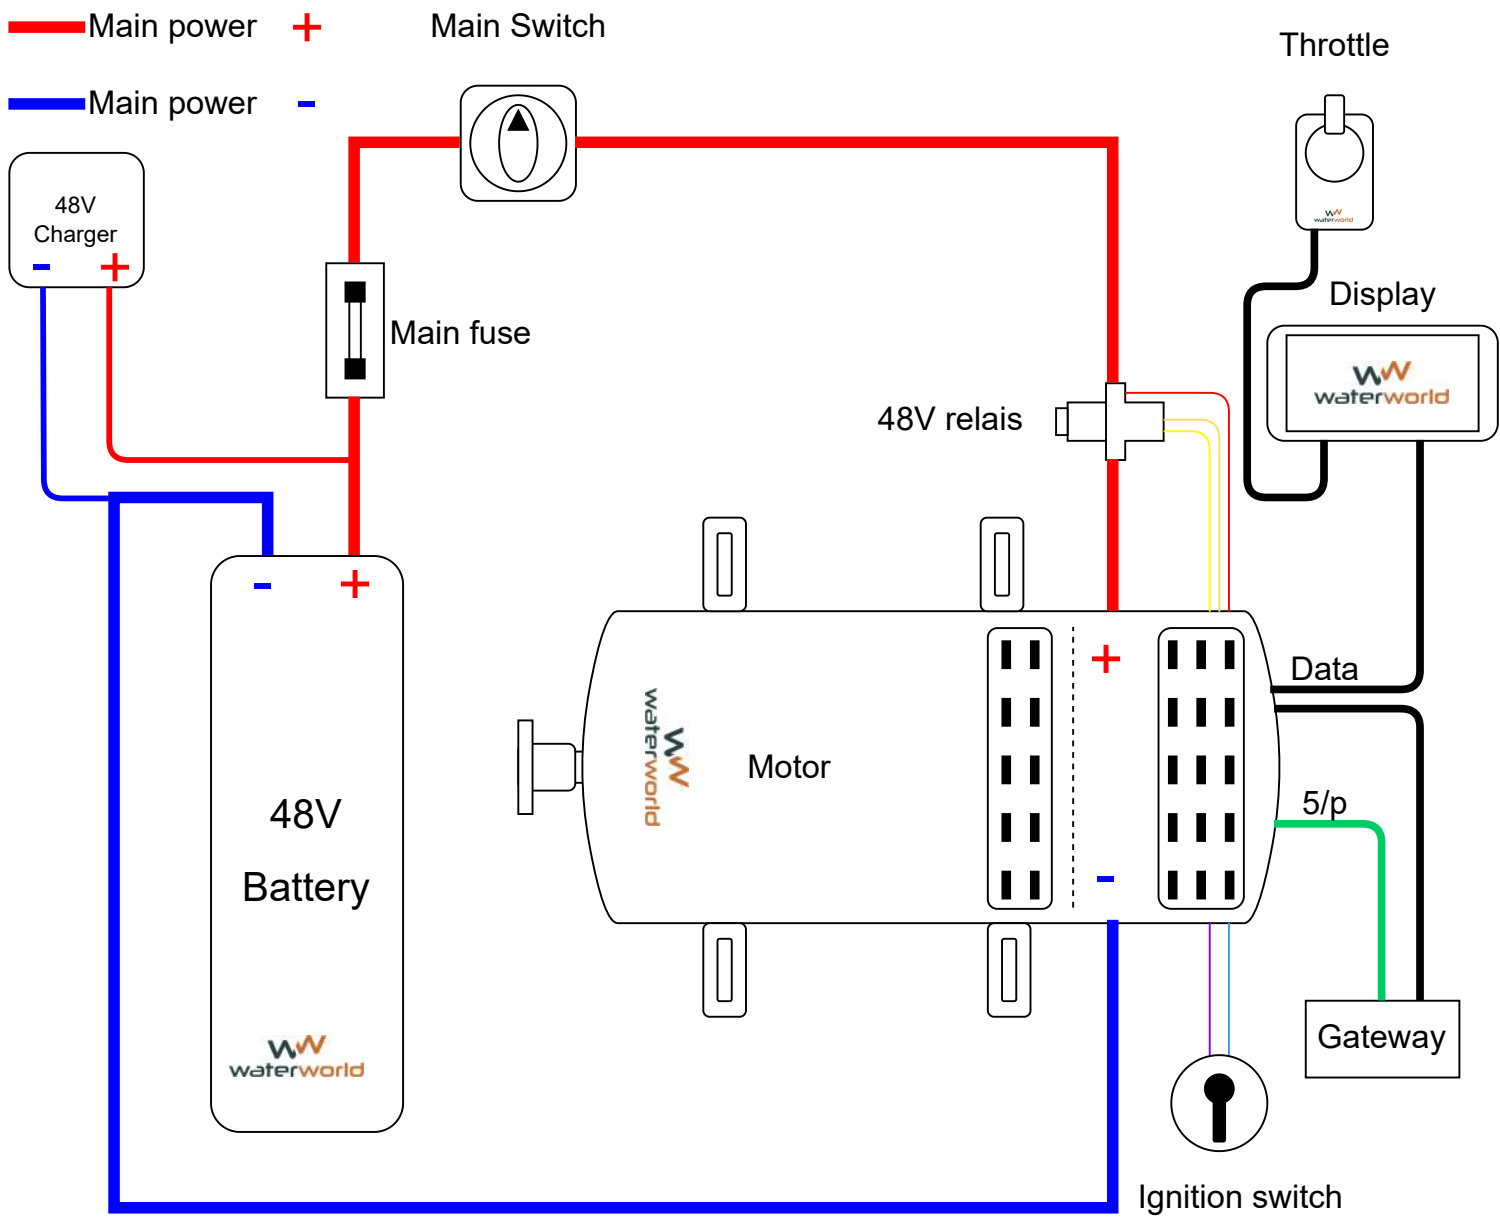 Main power +
Main Switch
Throttle
Main power -
48V
Charger
- +
waterworld
Display
Main fuse
waterworld
48V relais
- +
Data
+
waterworld
Motor
5/p
48V
Battery
-
Gateway
waterworld
Ignition switch